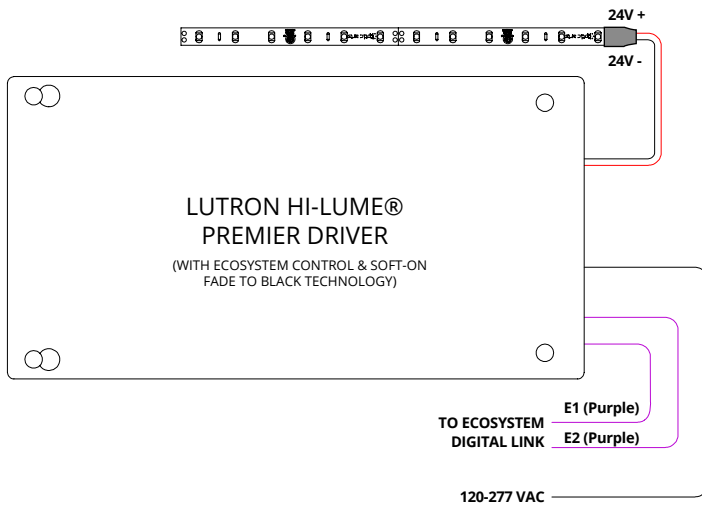 24V +
24V -
LUTRON HI-LUME®
PREMIER DRIVER
(WITH ECOSYSTEM CONTROL & SOFT-ON
FADE TO BLACK TECHNOLOGY)
E1 (Purple)
TO ECOSYSTEM
DIGITAL LINK
E2 (Purple)
120-277 VAC